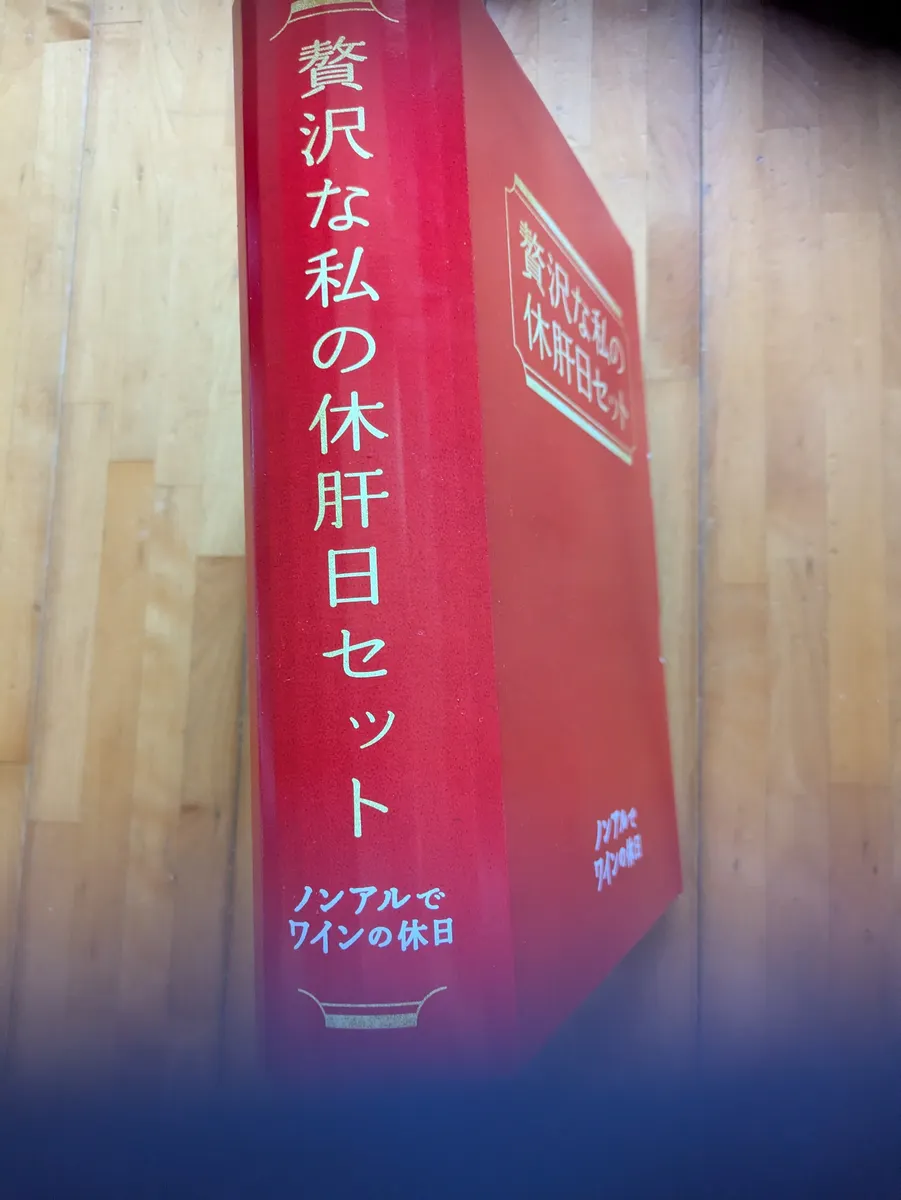 贅沢な私の休肝日セット
ノンアルで
ワインの休日
贅沢な私の
休肝日セット
ノンアルで
ワインの休日